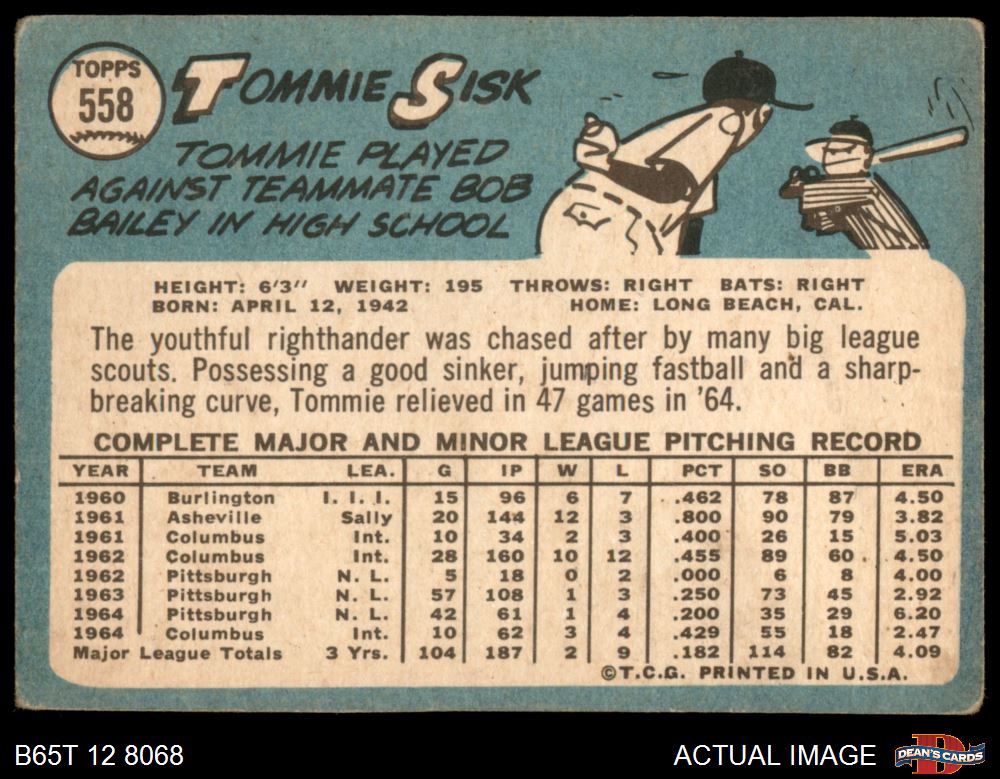 TOPPS
558
TOMMIE SISK
TOMMIE PLAYED
AGAINST TEAMMATE BOB
BAILEY IN HIGH SCHOOL
HEIGHT: 6'3" WEIGHT: 195 THROWS: RIGHT BATS: RIGHT
BORN: APRIL 12, 1942 HOME: LONG BEACH, CAL.
The youthful righthander was chased after by many big league
scouts. Possessing a good sinker, jumping fastball and a sharp-
breaking curve, Tommie relieved in 47 games in '64.
COMPLETE MAJOR AND MINOR LEAGUE PITCHING RECORD
YEAR TEAM LEA. G IP W L PCT SO BB ERA
1960 Burlington I. I. I. 15 96 6 7 .462 78 87 4.50
1961 Asheville Sally 20 144 12 3 .800 90 79 3.82
1961 Columbus Int. 10 34 2 3 .400 26 15 5.03
1962 Columbus Int. 28 160 10 12 .455 89 60 4.50
1962 Pittsburgh N. L. 5 18 0 2 .000 6 8 4.00
1963 Pittsburgh N. L. 57 108 1 3 .250 73 45 2.92
1964 Pittsburgh N. L. 42 61 1 4 .200 35 29 6.20
1964 Columbus Int. 10 62 3 4 .429 55 18 2.47
Major League Totals 3 Yrs. 104 187 2 9 .182 114 82 4.09
©T.C.G. PRINTED IN U.S.A.
B65T 12 8068
ACTUAL IMAGE
D
DEAN'S CARDS